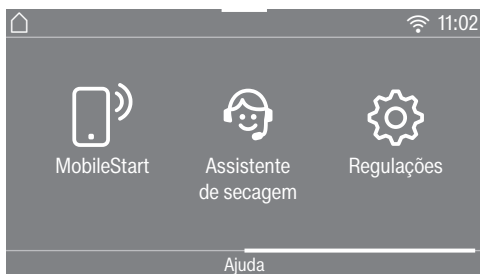 11:02
MobileStart
Assistente
de secagem
Regulações
Ajuda